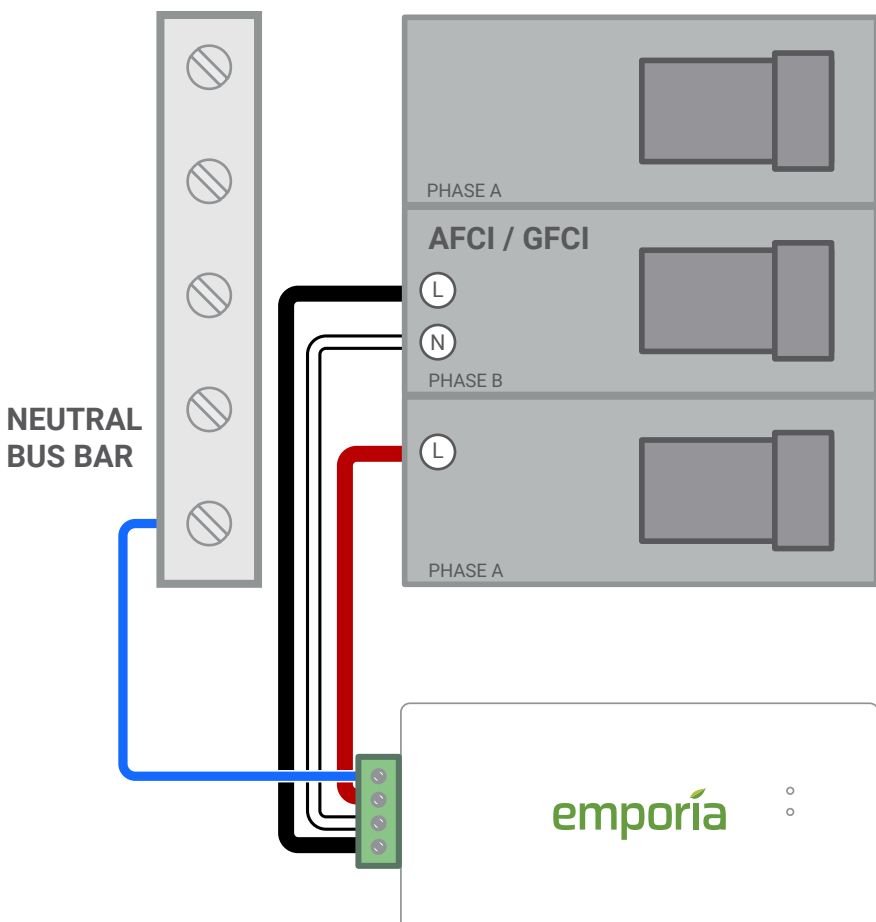 PHASE A
AFCI / GFCI
L
N
PHASE B
NEUTRAL
BUS BAR
L
PHASE A
emporia